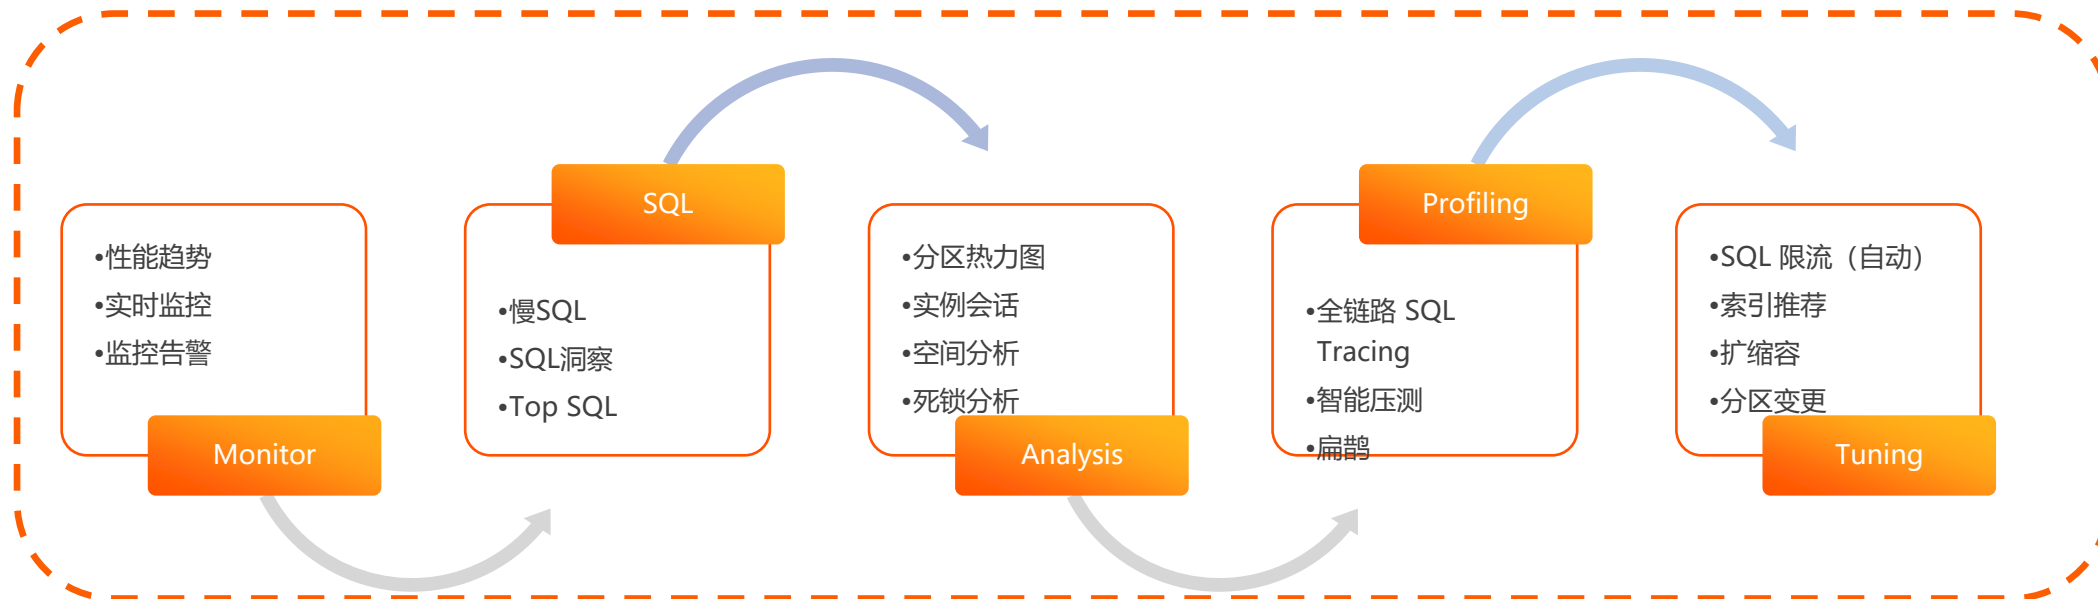 •性能趋势
•实时监控
•监控告警
Monitor
SQL
•慢SQL
•SQL洞察
•Top SQL
•分区热力图
•实例会话
•空间分析
•死锁分析
Analysis
Profiling
•全链路 SQL
Tracing
•智能压测
•扁鹊
•SQL 限流（自动）
•索引推荐
•扩缩容
•分区变更
Tuning